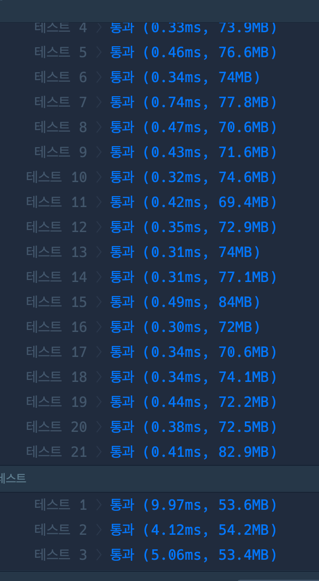 테스트 4 〉 통과 (0.33ms, 73.9MB)
테스트 5 〉 통과 (0.46ms, 76.6MB)
테스트 6 〉 통과 (0.34ms, 74MB)
테스트 7 〉 통과 (0.74ms, 77.8MB)
테스트 8 〉 통과 (0.47ms, 70.6MB)
테스트 9 〉 통과 (0.43ms, 71.6MB)
테스트 10 〉 통과 (0.32ms, 74.6MB)
테스트 11 〉 통과 (0.42ms, 69.4MB)
테스트 12 〉 통과 (0.35ms, 72.9MB)
테스트 13 〉 통과 (0.31ms, 74MB)
테스트 14 〉 통과 (0.31ms, 77.1MB)
테스트 15 〉 통과 (0.49ms, 84MB)
테스트 16 〉 통과 (0.30ms, 72MB)
테스트 17 〉 통과 (0.34ms, 70.6MB)
테스트 18 〉 통과 (0.34ms, 74.1MB)
테스트 19 〉 통과 (0.44ms, 72.2MB)
테스트 20 〉 통과 (0.38ms, 72.5MB)
테스트 21 〉 통과 (0.41ms, 82.9MB)
테스트
테스트 1 〉 통과 (9.97ms, 53.6MB)
테스트 2 〉 통과 (4.12ms, 54.2MB)
테스트 3 〉 통과 (5.06ms, 53.4MB)